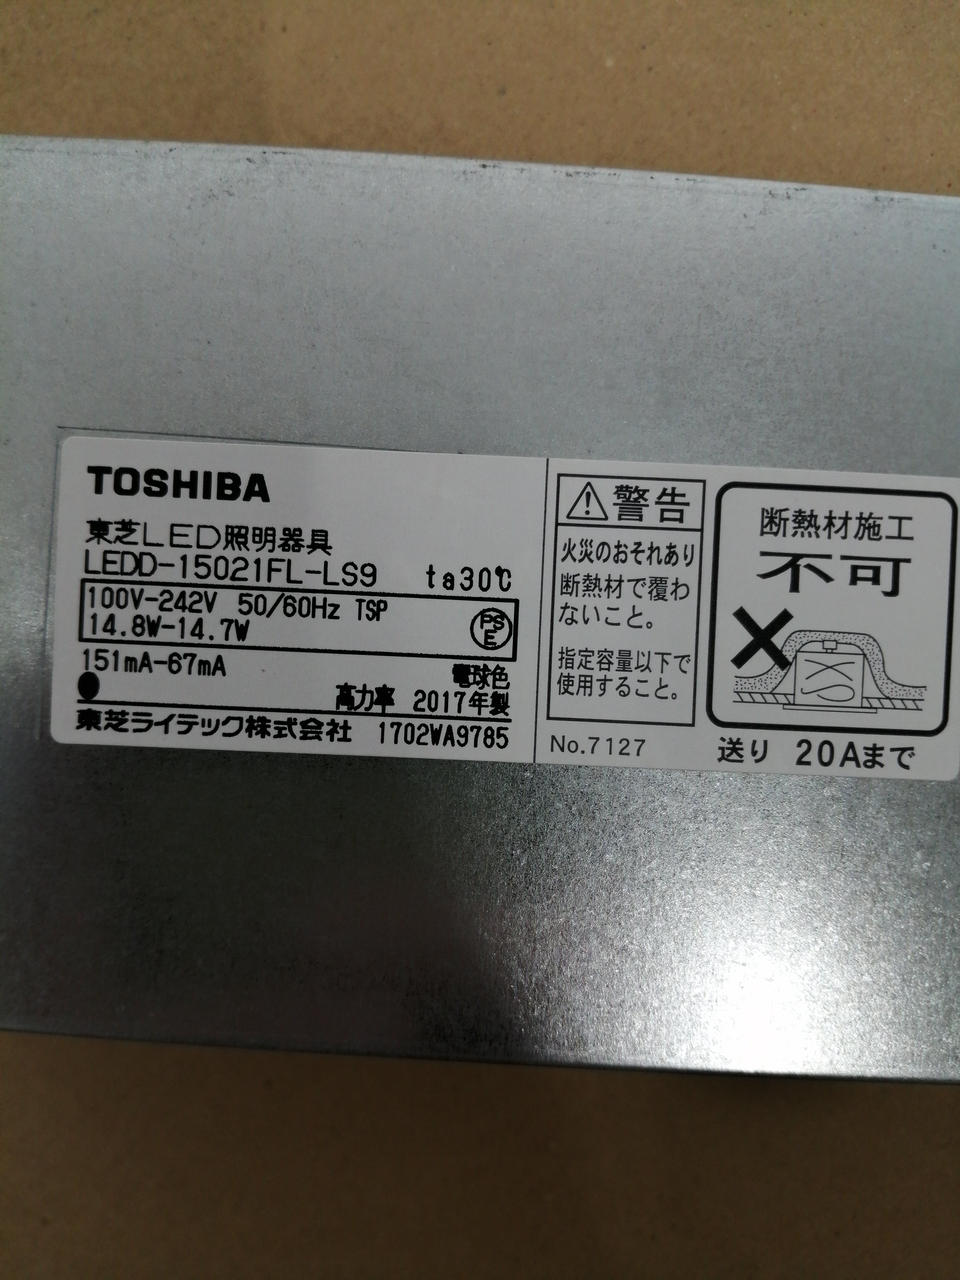 TOSHIBA
東芝LED照明器具
LEDD-15021FL-LS9 ta30℃
100V-242V 50/60Hz TSP
14.8W-14.7W
PS
E
151mA-67mA 電球色
高力率 2017年製
東芝ライテック株式会社 1702WA9785
警告
火災のおそれあり
断熱材で覆わ
ないこと。
指定容量以下で
使用すること。
No.7127
断熱材施工
不可
送り 20Aまで